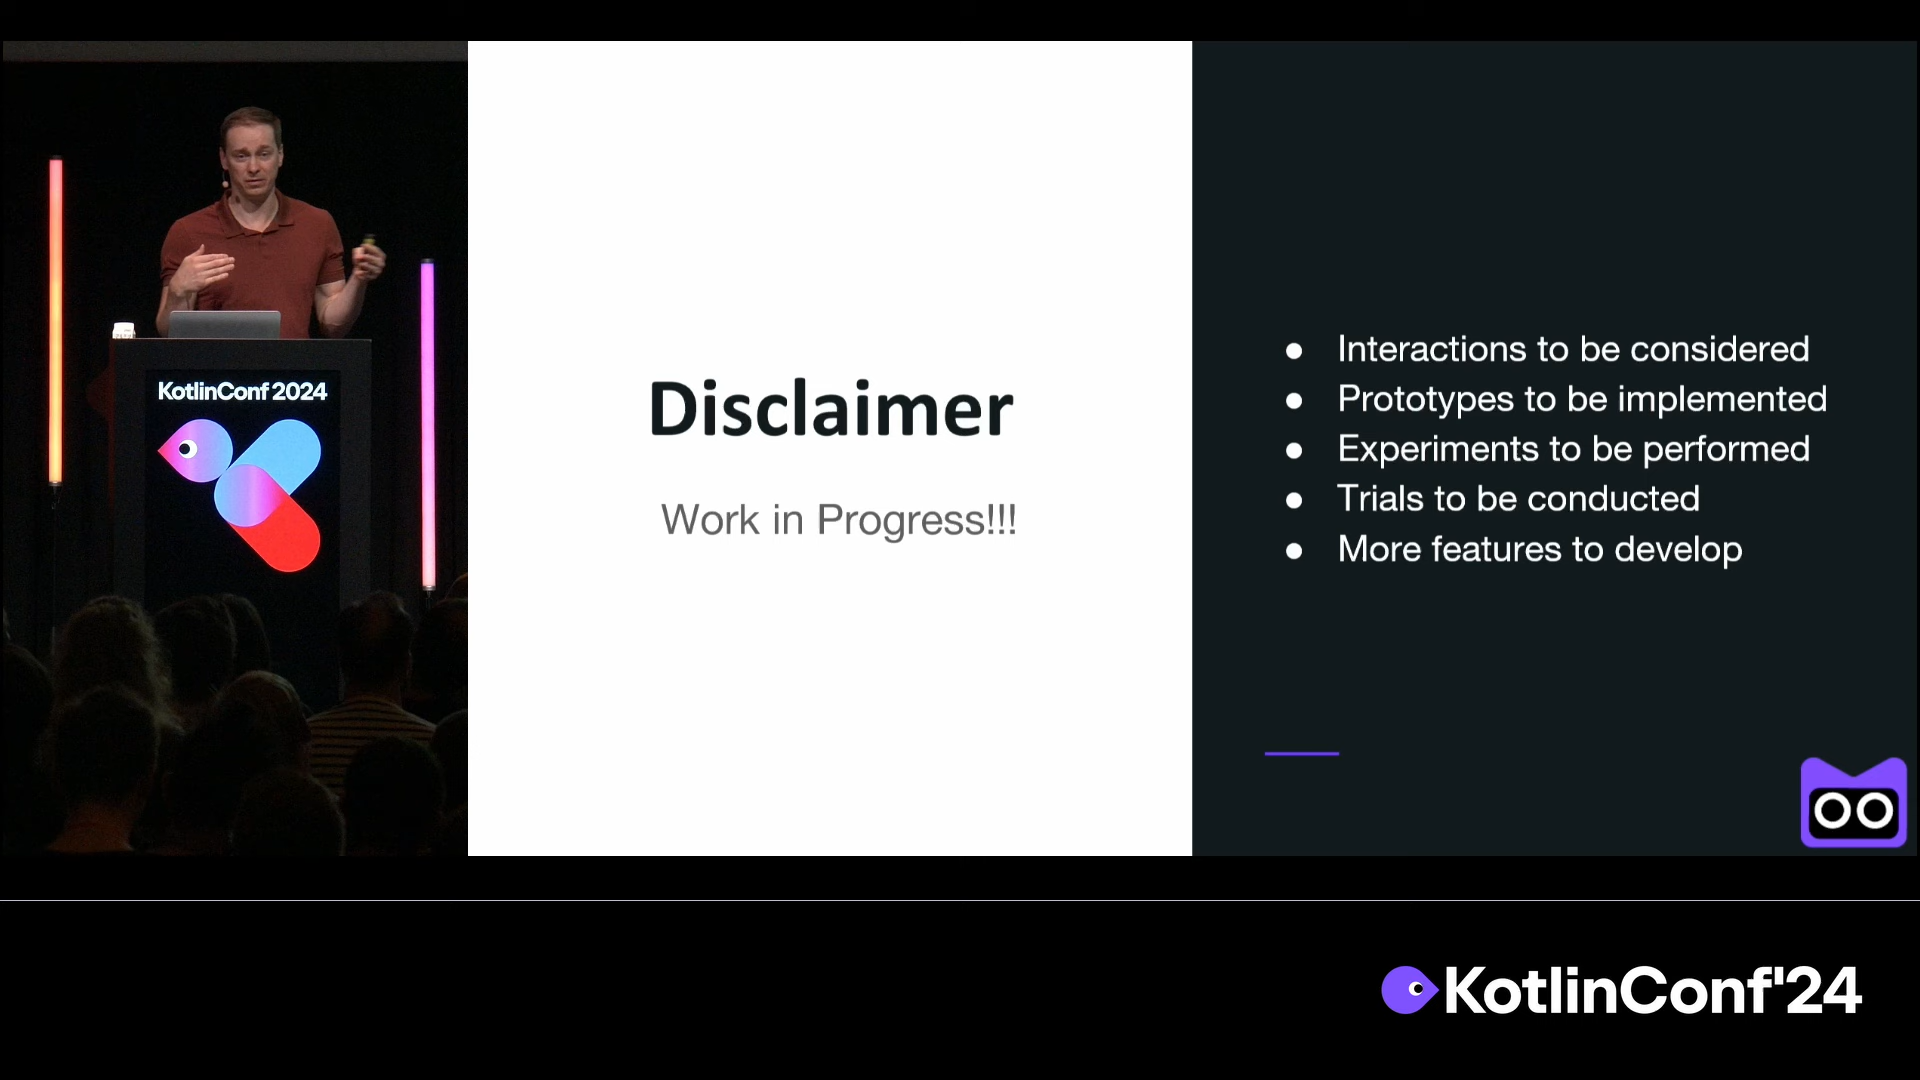 KotlinConf 2024
Disclaimer
Work in Progress!!!
● Interactions to be considered
● Prototypes to be implemented
● Experiments to be performed
● Trials to be conducted
● More features to develop
KotlinConf'24